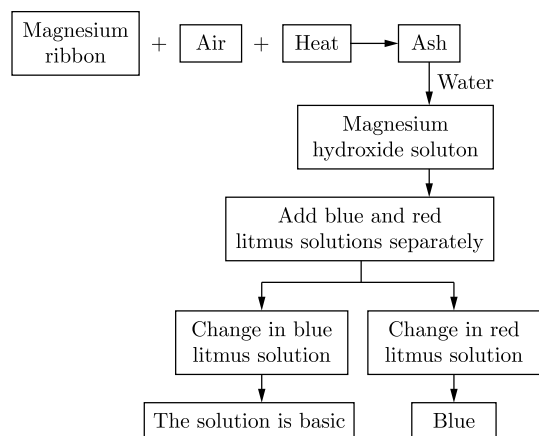 Magnesium
ribbon
+ Air + Heat Ash
Water
Magnesium
hydroxide soluton
Add blue and red
litmus solutions separately
Change in blue
litmus solution
Change in red
litmus solution
The solution is basic
Blue